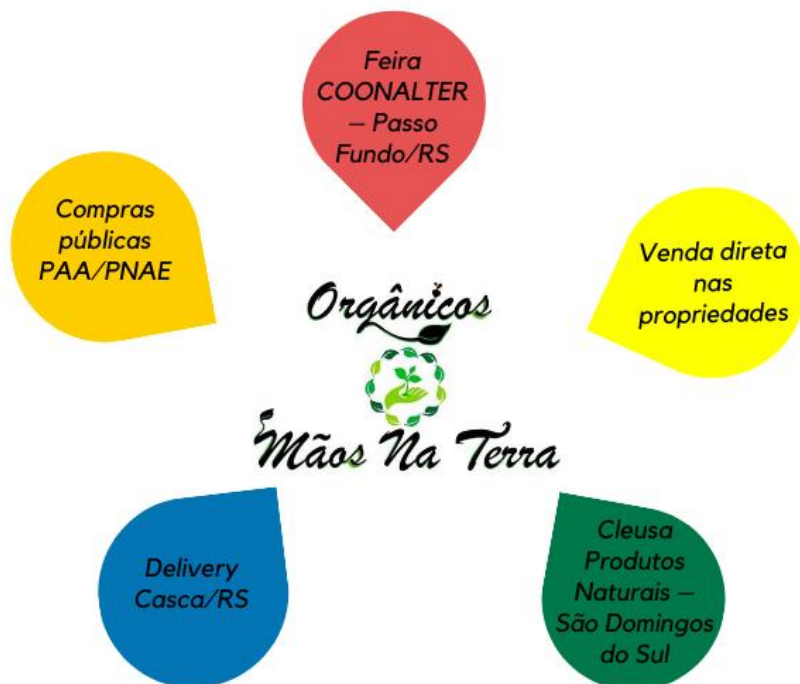 Feira
COONALTER
– Passo
Fundo/RS
Compras
públicas
PAA/PNAE
Venda direta
nas
propriedades
Orgânicos
Mãos Na Terra
Delivery
Casca/RS
Cleusa
Produtos
Naturais –
São Domingos
do Sul